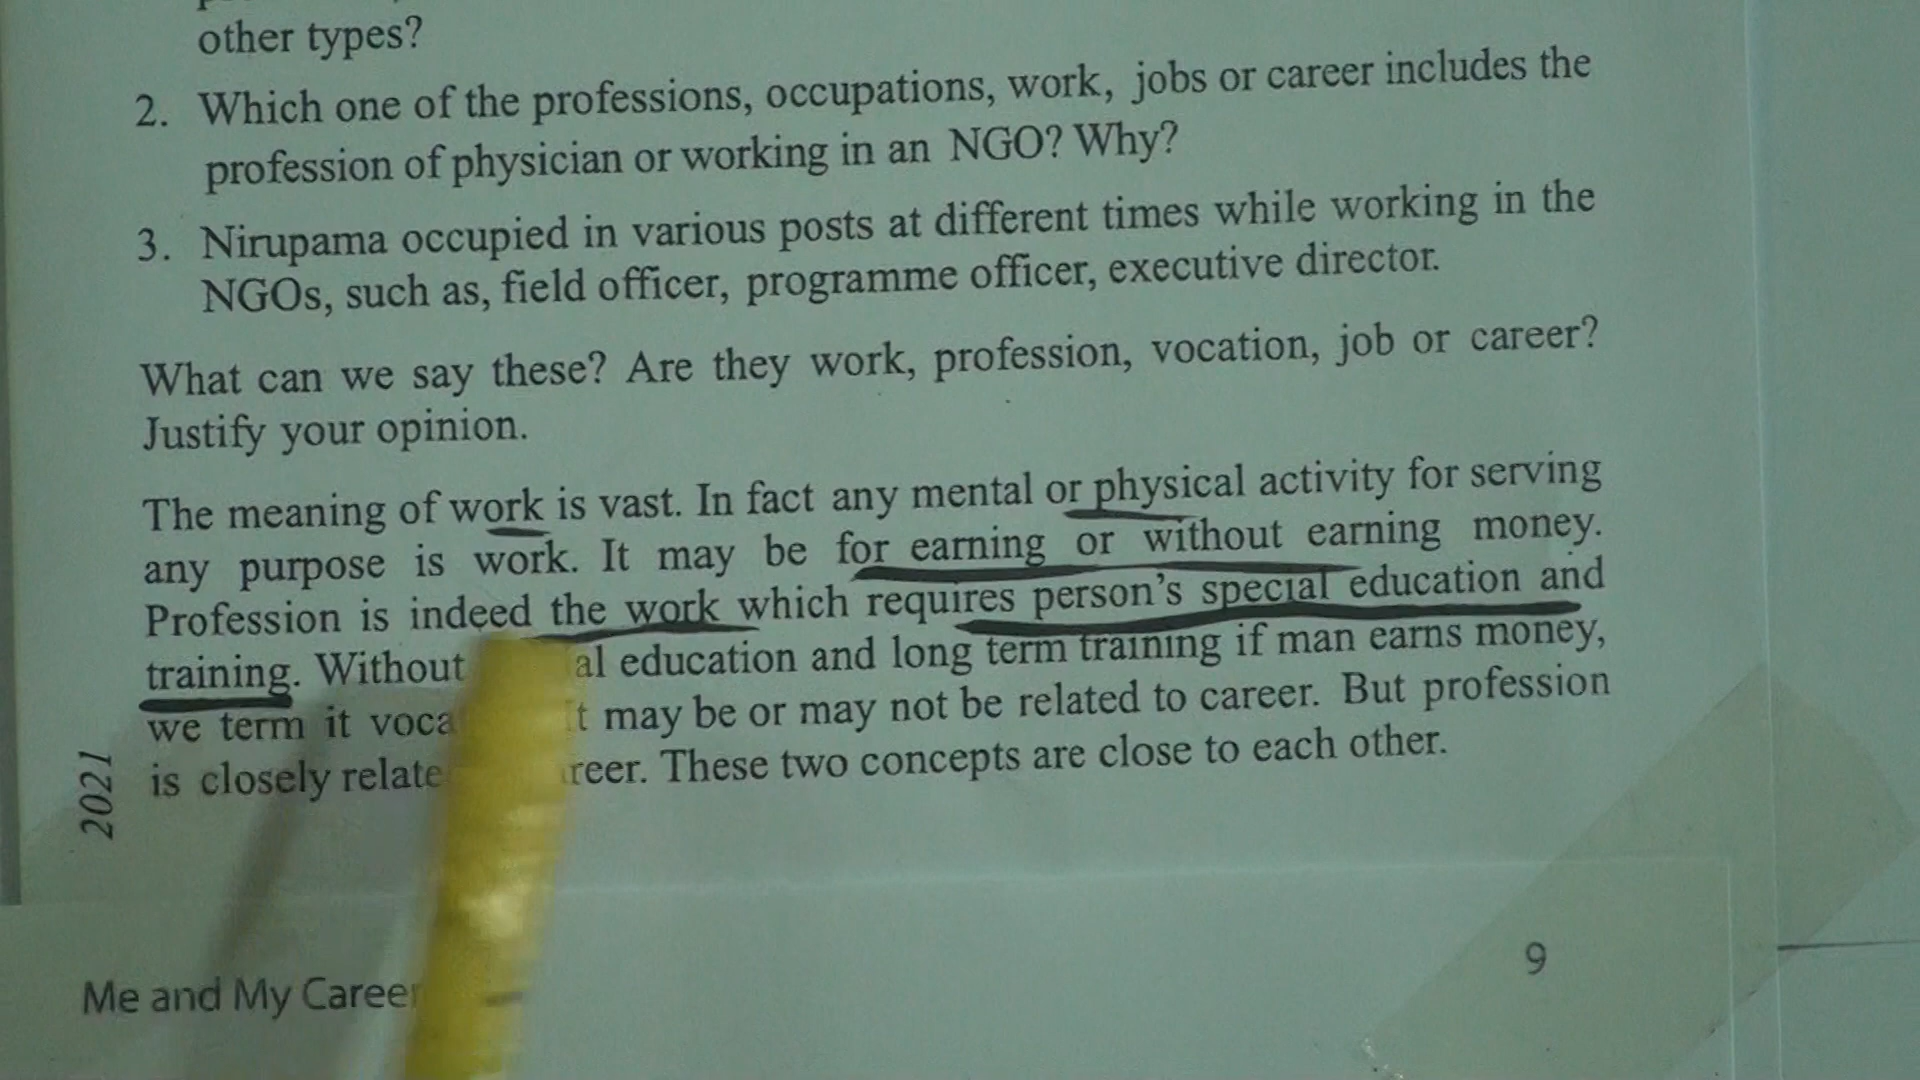 other types?
2. Which one of the professions, occupations, work, jobs or career includes the
profession of physician or working in an NGO? Why?
3. Nirupama occupied in various posts at different times while working in the
NGOs, such as, field officer, programme officer, executive director.
What can we say these? Are they work, profession, vocation, job or career?
Justify your opinion.
The meaning of work is vast. In fact any mental or physical activity for serving
any purpose is work. It may be for earning or without earning money.
Profession is indeed the work which requires person's special education and
training. Without education and long term training if man earns money,
we term it may be or may not be related to career. But profession
is closely These two concepts are close to each other.
2021
Me and My Career
9